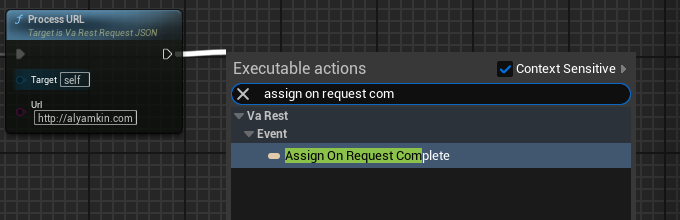 Process URL
Target is Va Rest Request JSON
Target self
Url
http://alyamkin.com
Executable actions
Context Sensitive
assign on request com
Va Rest
Event
Assign On Request Complete